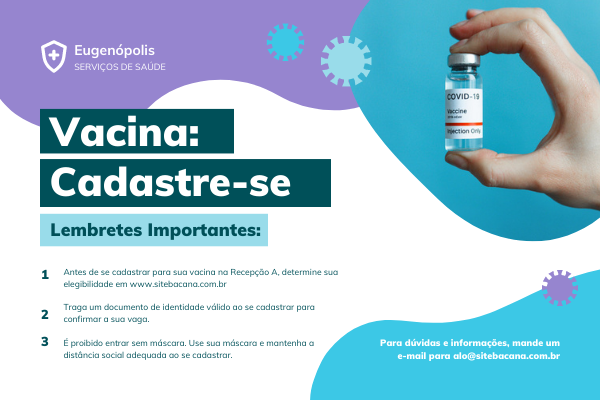 Eugenópolis
SERVIÇOS DE SAÚDE
COVID-19
Vaccine
Injection Only
Vacina:
Cadastre-se
Lembretes Importantes:
1 Antes de se cadastrar para sua vacina na Recepção A, determine sua
elegibilidade em www.sitebacana.com.br
2 Traga um documento de identidade válido ao se cadastrar para
confirmar a sua vaga.
3 É proibido entrar sem máscara. Use sua máscara e mantenha a
distância social adequada ao se cadastrar.
Para dúvidas e informações, mande um
e-mail para alo@sitebacana.com.br